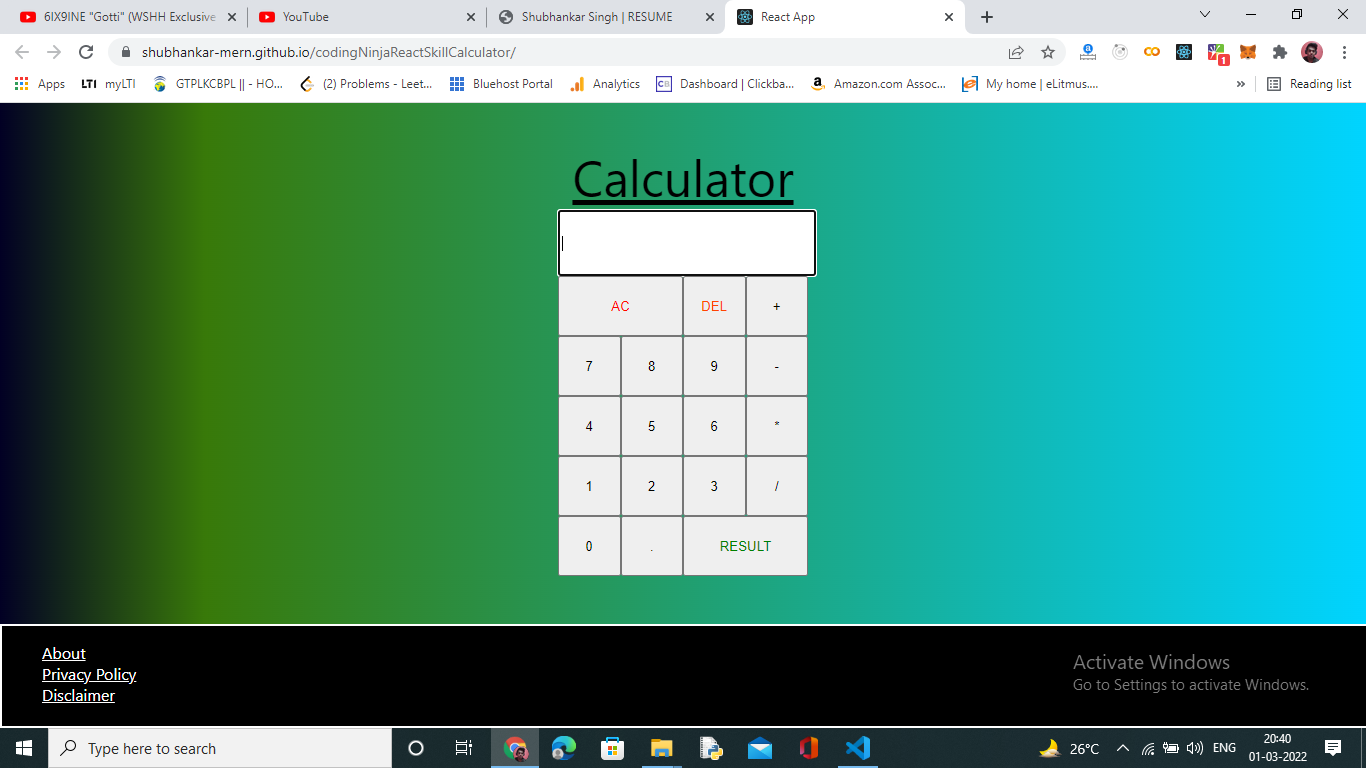 6IX9INE "Gotti" (WSHH Exclusive
YouTube
Shubhankar Singh | RESUME
React App
shubhankar-mern.github.io/codingNinjaReactSkillCalculator/
1
Apps
LTI myLTI
GTPLKCBPL || - HO...
(2) Problems - Leet...
Bluehost Portal
Analytics
CB Dashboard | Clickba...
Amazon.com Assoc...
My home | eLitmus....
»
Reading list
Calculator
AC DEL +
7 8 9 -
4 5 6 *
1 2 3 /
0 . RESULT
About
Privacy Policy
Disclaimer
Activate Windows
Go to Settings to activate Windows.
Type here to search
26°C
ENG
20:40
01-03-2022